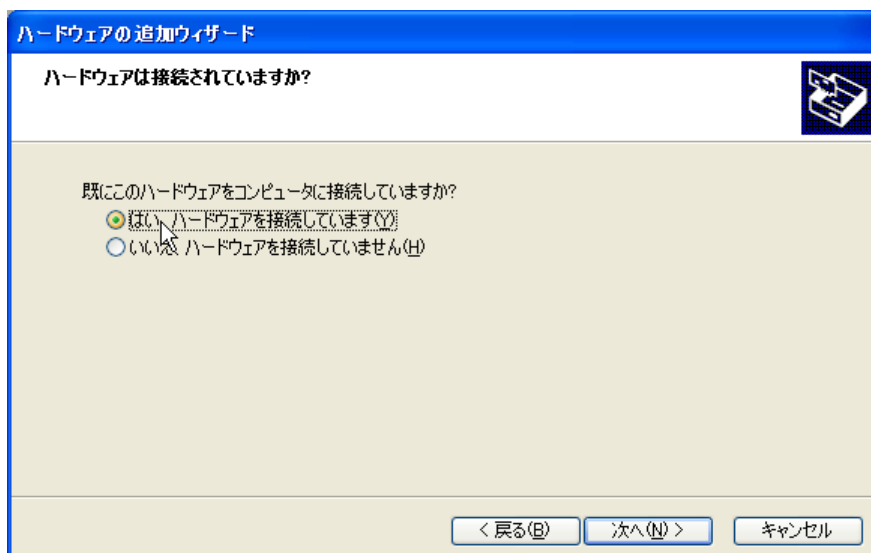 ハードウェアの追加ウィザード
ハードウェアは接続されていますか?
既にこのハードウェアをコンピュータに接続していますか?
はい、ハードウェアを接続しています(Y)
いいえ、ハードウェアを接続していません(H)
< 戻る(B)
次へ(N) >
キャンセル